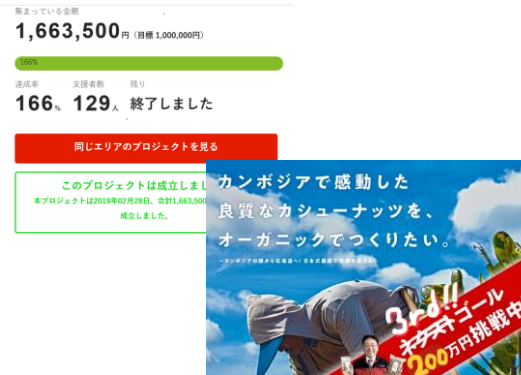 集まっている金額
1,663,500円（目標 1,000,000円）
166%
達成率 支援者数 残り
166% 129人 終了しました
同じエリアのプロジェクトを見る
このプロジェクトは成立しまし
本プロジェクトは2019年02月28日、合計1,663,500
成立しました。
カンボジアで感動した
良質なカシューナッツを、
オーガニックでつくりたい。
3rd!!
ネクストゴール
200万円挑戦中